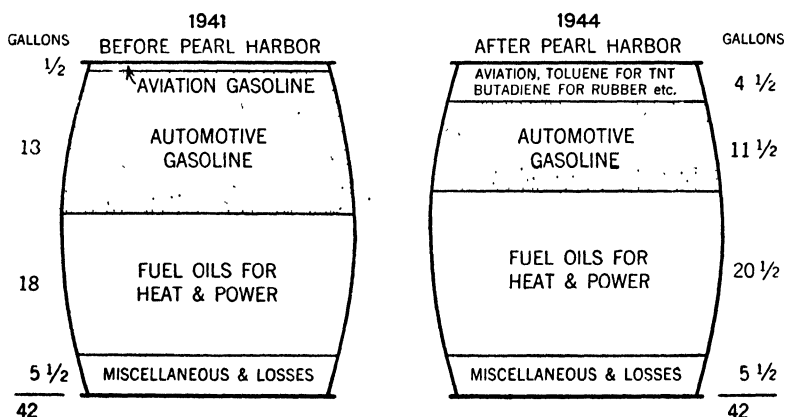 1941
GALLONS
BEFORE PEARL HARBOR
½
AVIATION GASOLINE
13
AUTOMOTIVE
GASOLINE
18
FUEL OILS FOR
HEAT & POWER
5 ½
MISCELLANEOUS & LOSSES
42
1944
AFTER PEARL HARBOR
GALLONS
AVIATION, TOLUENE FOR TNT
BUTADIENE FOR RUBBER etc.
4 ½
AUTOMOTIVE
GASOLINE
11 ½
FUEL OILS FOR
HEAT & POWER
20 ½
MISCELLANEOUS & LOSSES
5 ½
42